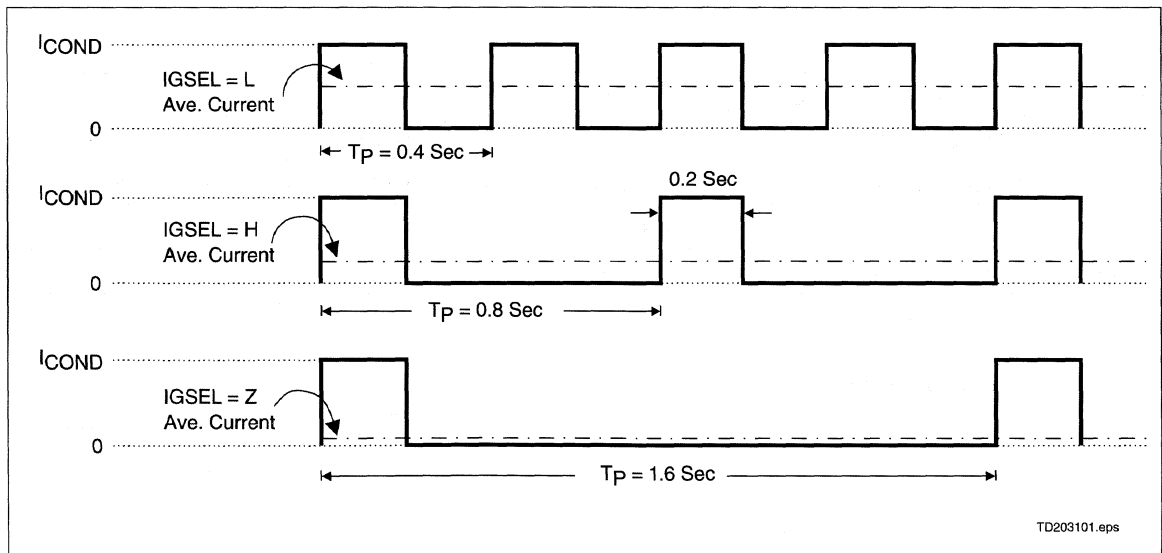 ICOND
IGSEL = L
Ave. Current
0
TP = 0.4 Sec
ICOND
0.2 Sec
IGSEL = H
Ave. Current
0
TP = 0.8 Sec
ICOND
IGSEL = Z
Ave. Current
0
TP = 1.6 Sec
TD203101.eps